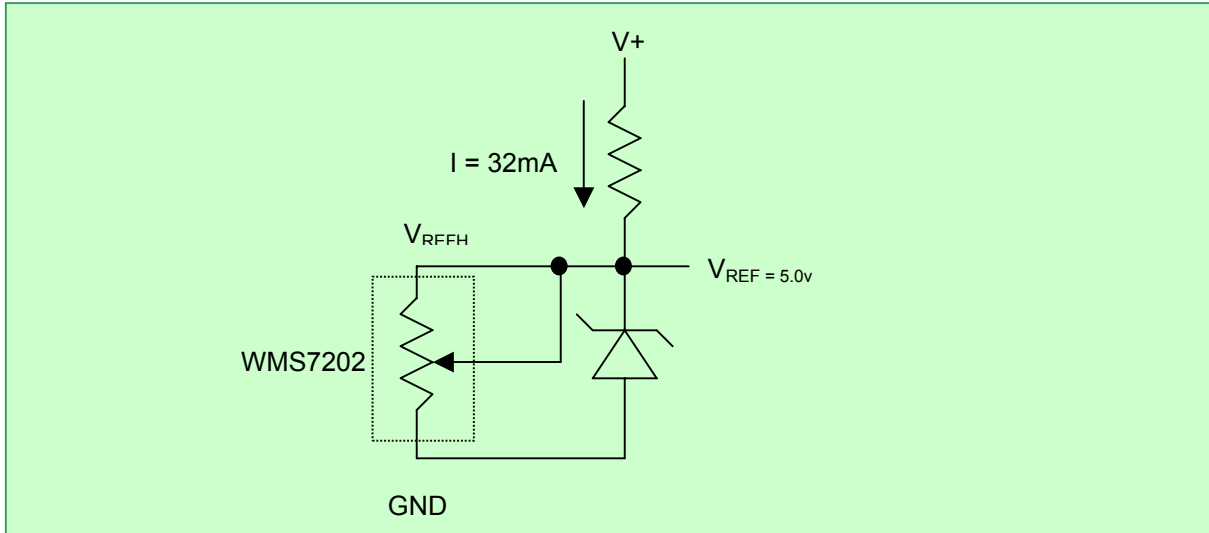 V+
I = 32mA
VREFH
VREF = 5.0v
WMS7202
GND